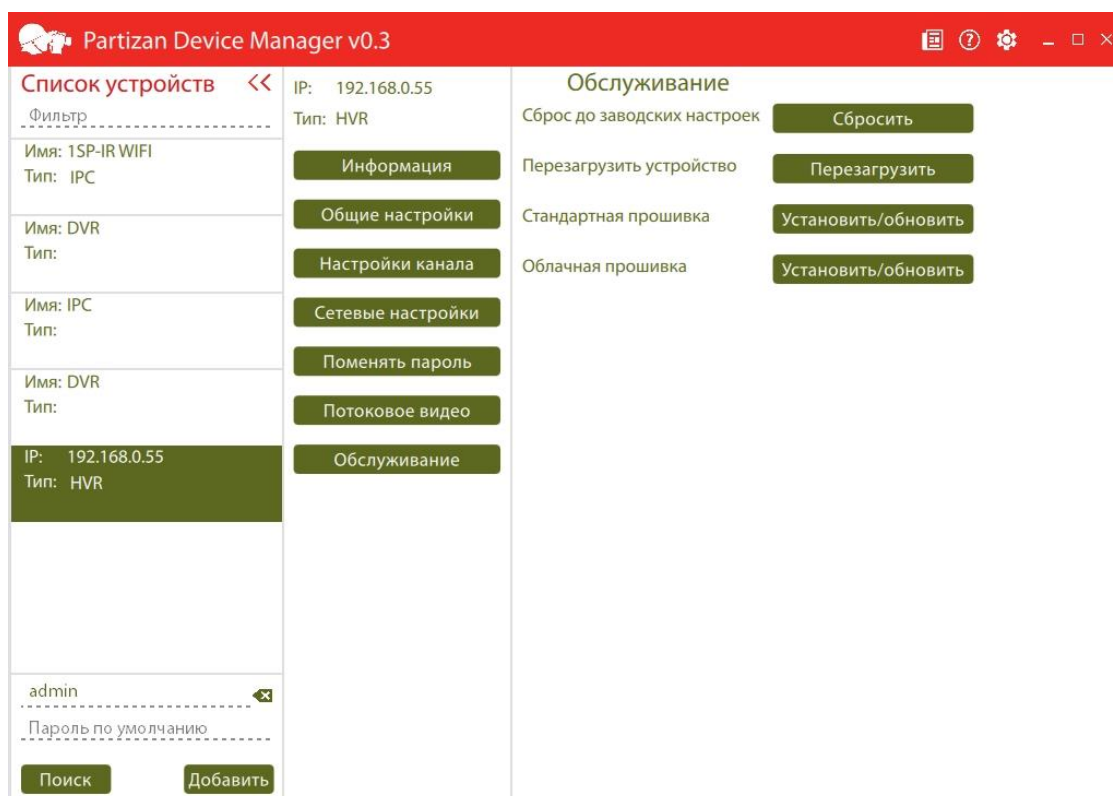 Partizan Device Manager v0.3
Список устройств <<
Фильтр
Имя: 1SP-IR WIFI
Тип: IPC
Имя: DVR
Тип:
Имя: IPC
Тип:
Имя: DVR
Тип:
IP: 192.168.0.55
Тип: HVR
admin
Пароль по умолчанию
Поиск
Добавить
IP: 192.168.0.55
Тип: HVR
Информация
Общие настройки
Настройки канала
Сетевые настройки
Поменять пароль
Потоковое видео
Обслуживание
Обслуживание
Сброс до заводских настроек Сбросить
Перезагрузить устройство Перезагрузить
Стандартная прошивка Установить/обновить
Облачная прошивка Установить/обновить